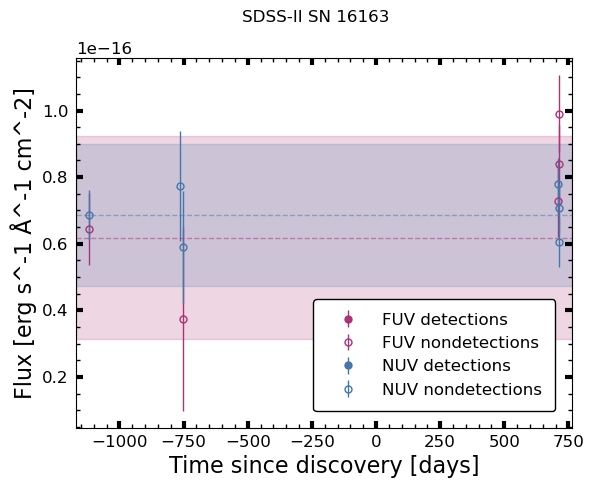 SDSS-II SN 16163
1e−16
Flux [erg s^-1 Å^-1 cm^-2]
1.0
0.8
0.6
0.4
0.2
FUV detections
FUV nondetections
NUV detections
NUV nondetections
−1000 −750 −500 −250 0 250 500 750
Time since discovery [days]